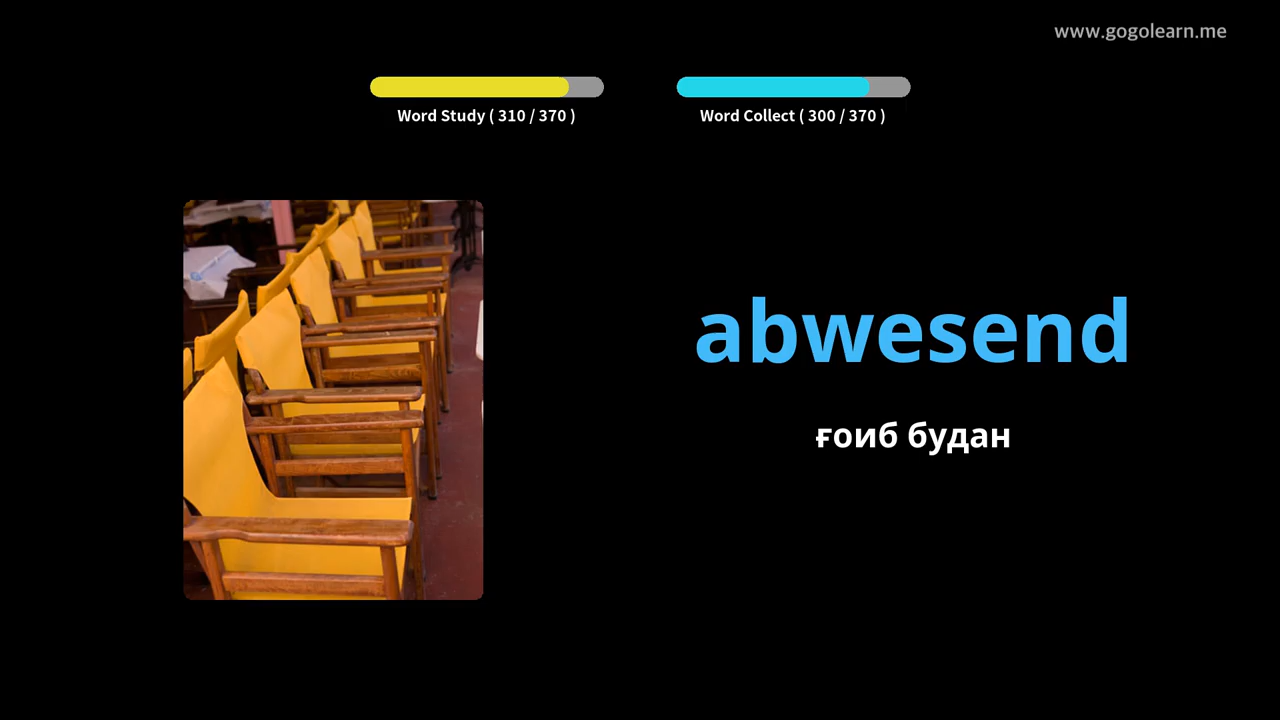 www.gogolearn.me
Word Study ( 310 / 370 )
Word Collect ( 300 / 370 )
abwesend
ғоиб будан